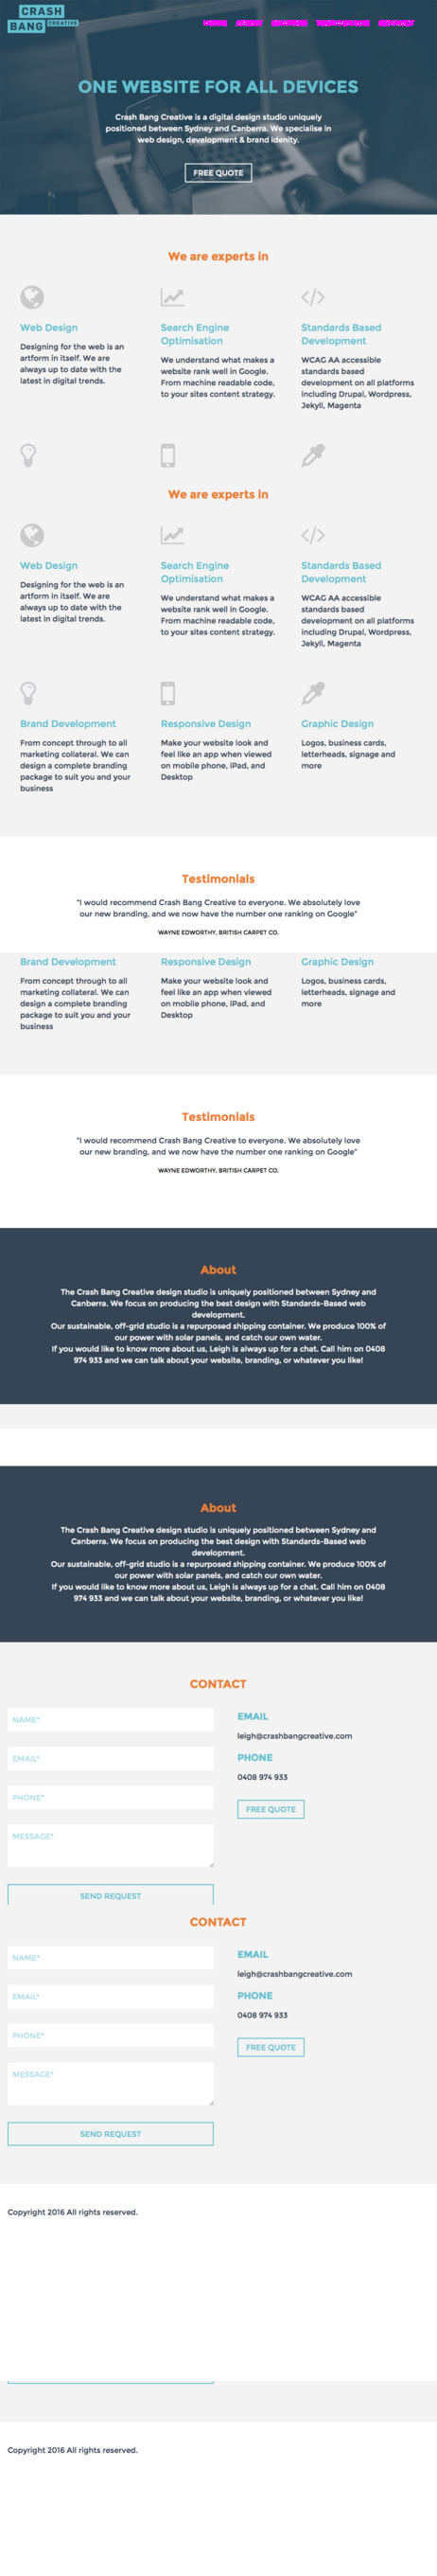 CRASH
BANG CREATIVE
ONE WEBSITE FOR ALL DEVICES
Crash Bang Creative is a digital design studio uniquely
positioned between Sydney and Canberra. We specialise in
web design, development & brand idenity.
FREE QUOTE
We are experts in
Web Design
Designing for the web is an
artform in itself. We are
always up to date with the
latest in digital trends.
Search Engine
Optimisation
We understand what makes a
website rank well in Google.
From machine readable code,
to your sites content strategy.
Standards Based
Development
WCAG AA accessible
standards based
development on all platforms
including Drupal, Wordpress,
Jekyll, Magenta
We are experts in
Web Design
Designing for the web is an
artform in itself. We are
always up to date with the
latest in digital trends.
Search Engine
Optimisation
We understand what makes a
website rank well in Google.
From machine readable code,
to your sites content strategy.
Standards Based
Development
WCAG AA accessible
standards based
development on all platforms
including Drupal, Wordpress,
Jekyll, Magenta
Brand Development
From concept through to all
marketing collateral. We can
design a complete branding
package to suit you and your
business
Responsive Design
Make your website look and
feel like an app when viewed
on mobile phone, iPad, and
Desktop
Graphic Design
Logos, business cards,
letterheads, signage and
more
Testimonials
"I would recommend Crash Bang Creative to everyone. We absolutely love
our new branding, and we now have the number one ranking on Google"
WAYNE EDWORTHY, BRITISH CARPET CO.
Brand Development
From concept through to all
marketing collateral. We can
design a complete branding
package to suit you and your
business
Responsive Design
Make your website look and
feel like an app when viewed
on mobile phone, iPad, and
Desktop
Graphic Design
Logos, business cards,
letterheads, signage and
more
Testimonials
"I would recommend Crash Bang Creative to everyone. We absolutely love
our new branding, and we now have the number one ranking on Google"
WAYNE EDWORTHY, BRITISH CARPET CO.
About
The Crash Bang Creative design studio is uniquely positioned between Sydney and
Canberra. We focus on producing the best design with Standards-Based web
development.
Our sustainable, off-grid studio is a repurposed shipping container. We produce 100% of
our power with solar panels, and catch our own water.
If you would like to know more about us, Leigh is always up for a chat. Call him on 0408
974 933 and we can talk about your website, branding, or whatever you like!
About
The Crash Bang Creative design studio is uniquely positioned between Sydney and
Canberra. We focus on producing the best design with Standards-Based web
development.
Our sustainable, off-grid studio is a repurposed shipping container. We produce 100% of
our power with solar panels, and catch our own water.
If you would like to know more about us, Leigh is always up for a chat. Call him on 0408
974 933 and we can talk about your website, branding, or whatever you like!
CONTACT
NAME*
EMAIL*
PHONE*
MESSAGE*
SEND REQUEST
EMAIL
leigh@crashbangcreative.com
PHONE
0408 974 933
FREE QUOTE
CONTACT
NAME*
EMAIL*
PHONE*
MESSAGE*
SEND REQUEST
EMAIL
leigh@crashbangcreative.com
PHONE
0408 974 933
FREE QUOTE
Copyright 2016 All rights reserved.
Copyright 2016 All rights reserved.